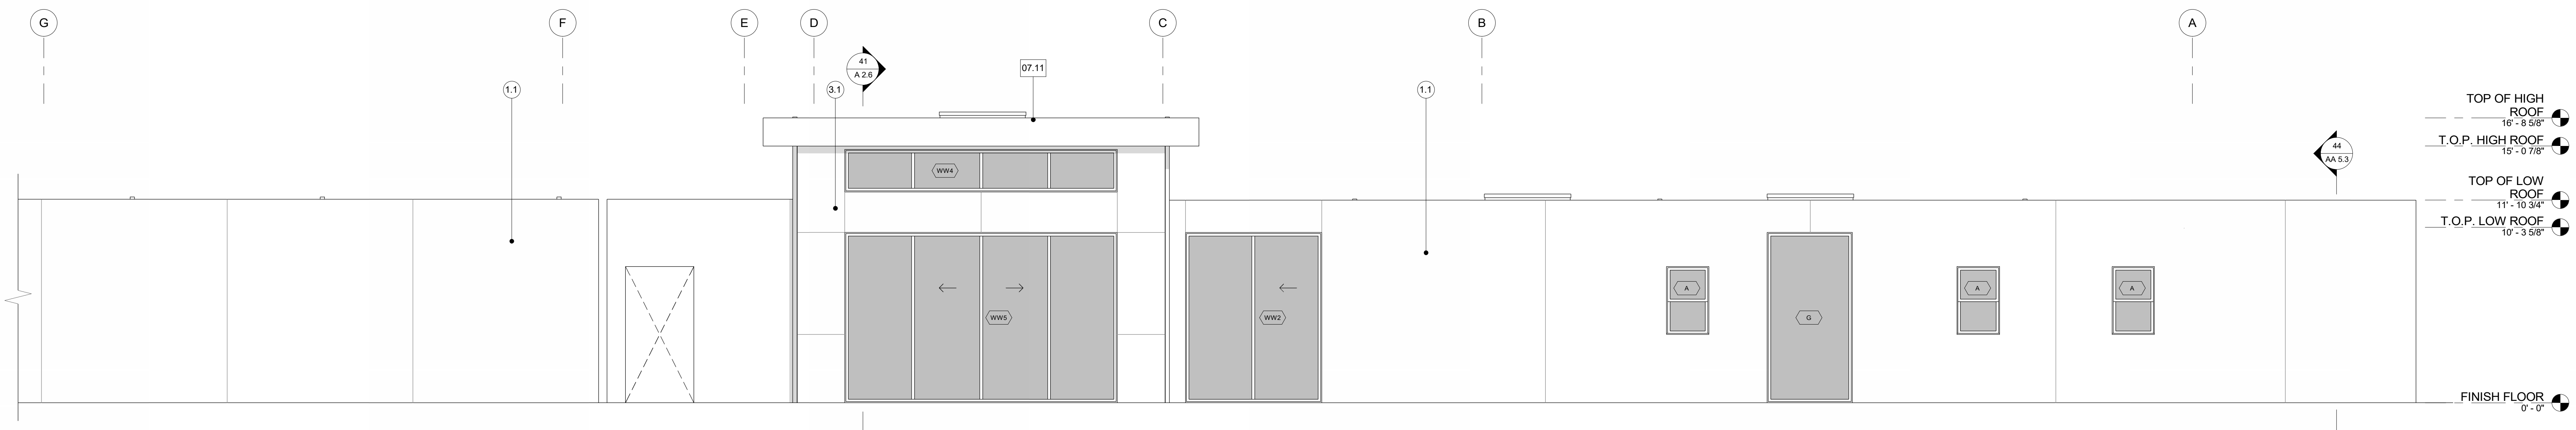 G
F
E
D
C
B
A
41
A 2.6
07.11
1.1
3.1
1.1
TOP OF HIGH
ROOF
16' - 8 5/8"
T.O.P. HIGH ROOF
15' - 0 7/8"
44
AA 5.3
WW4
TOP OF LOW
ROOF
11' - 10 3/4"
T.O.P. LOW ROOF
10' - 3 5/8"
A
A
A
WW5
WW2
G
FINISH FLOOR
0' - 0"